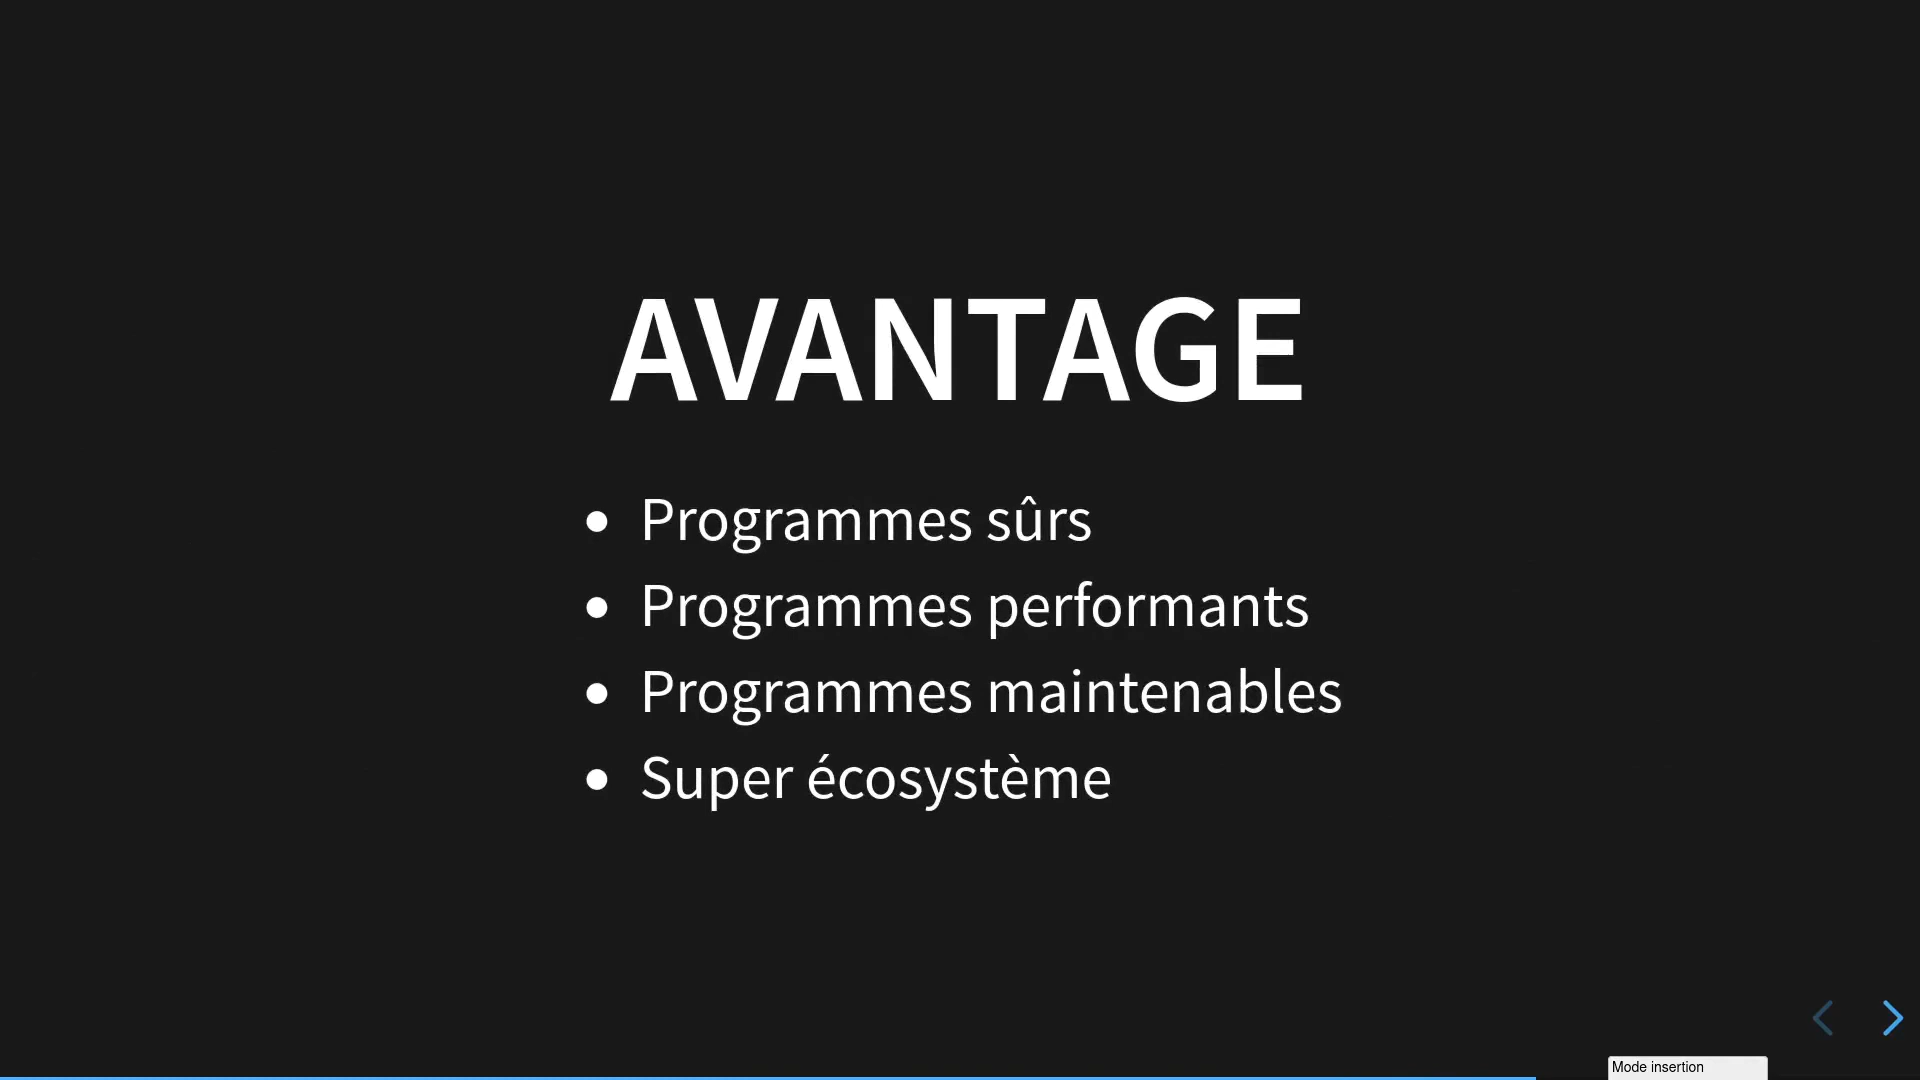 AVANTAGE
Programmes sûrs
Programmes performants
Programmes maintenables
Super écosystème
Mode insertion